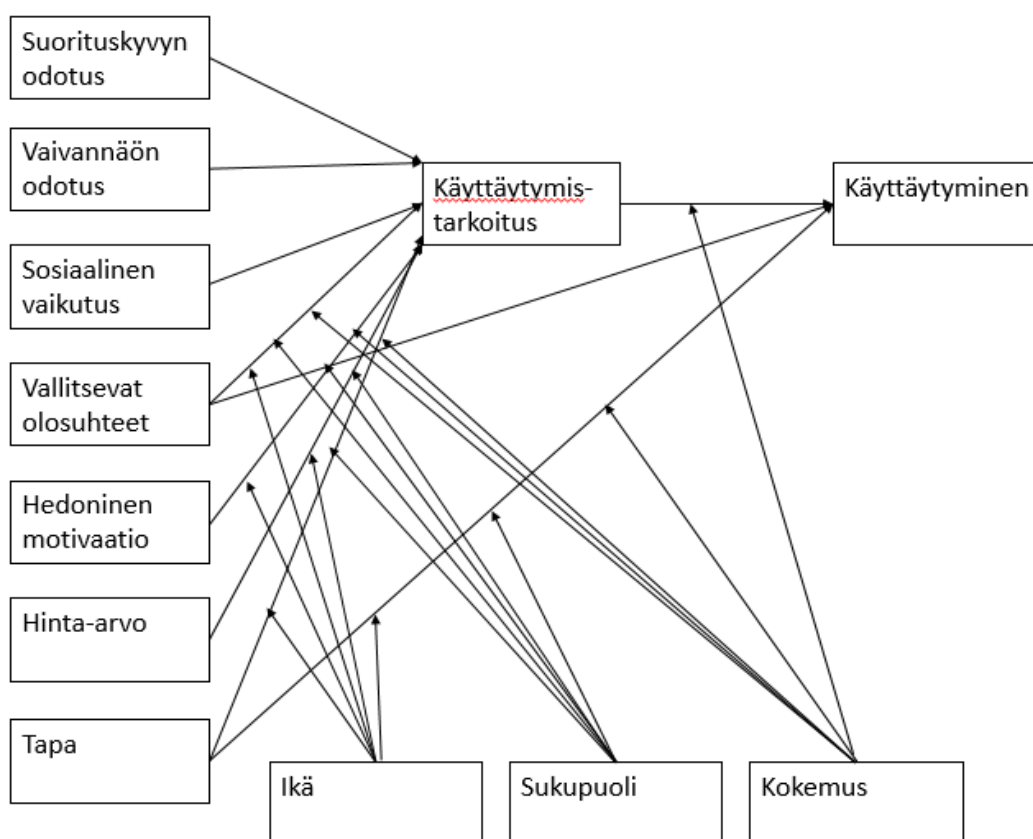 Suorituskyvyn
odotus
Vaivannäön
odotus
Käyttäytymis-
tarkoitus
Käyttäytyminen
Sosiaalinen
vaikutus
Vallitsevat
olosuhteet
Hedoninen
motivaatio
Hinta-arvo
Tapa
Ikä
Sukupuoli
Kokemus